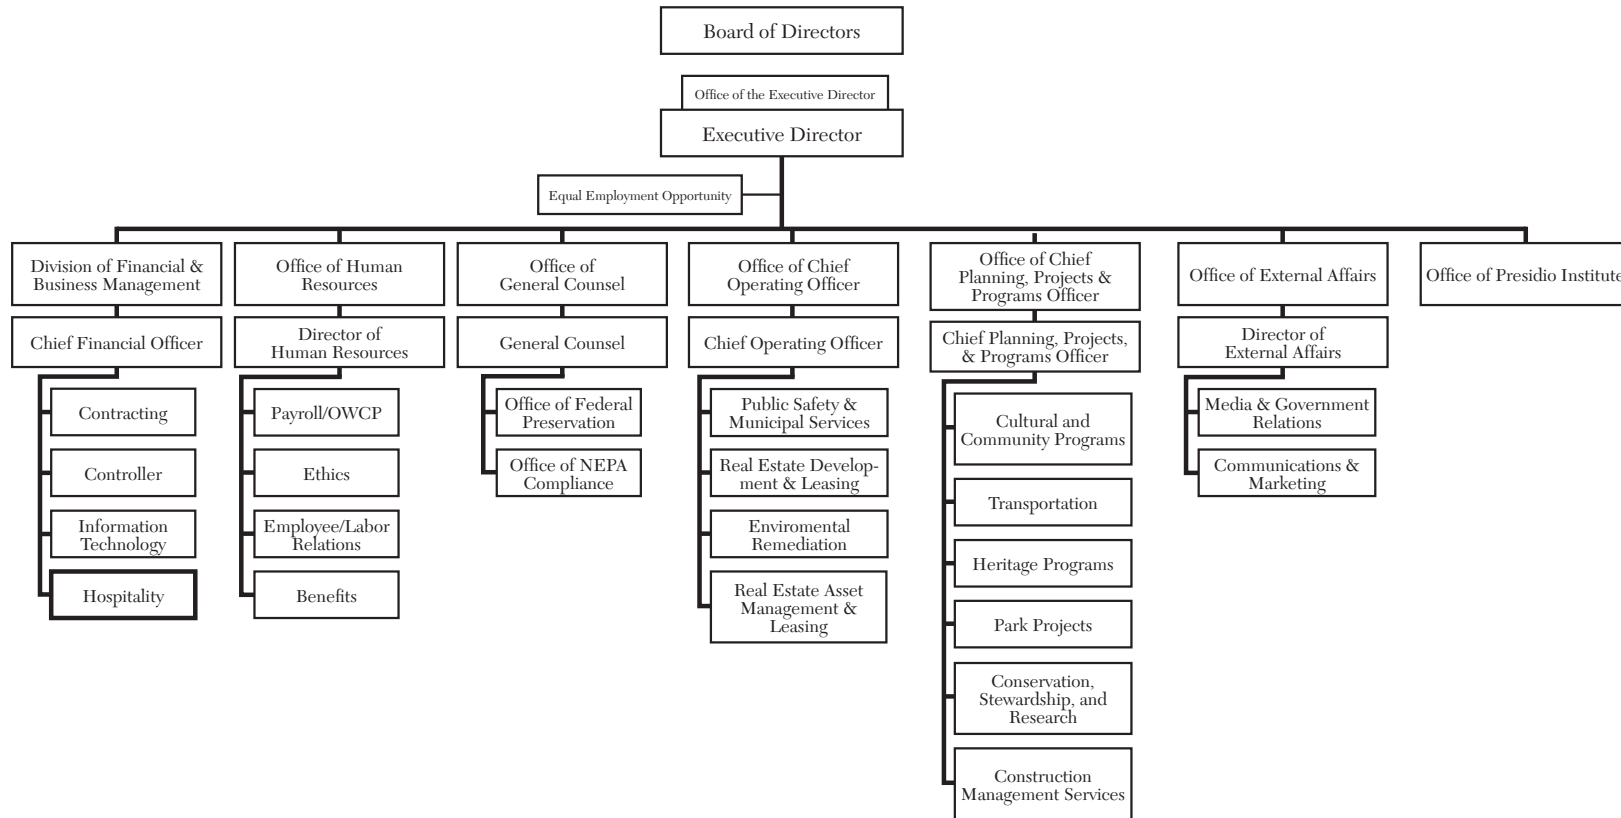 Board of Directors
Office of the Executive Director
Executive Director
Equal Employment Opportunity
Division of Financial &
Business Management
Office of Human
Resources
Office of
General Counsel
Office of Chief
Operating Officer
Office of Chief
Planning, Projects &
Programs Officer
Office of External Affairs
Office of Presidio Institute
Chief Financial Officer
Director of
Human Resources
General Counsel
Chief Operating Officer
Chief Planning, Projects,
& Programs Officer
Director of
External Affairs
Contracting
Controller
Information
Technology
Hospitality
Payroll/OWCP
Ethics
Employee/Labor
Relations
Benefits
Office of Federal
Preservation
Office of NEPA
Compliance
Public Safety &
Municipal Services
Real Estate Develop-
ment & Leasing
Enviromental
Remediation
Real Estate Asset
Management &
Leasing
Cultural and
Community Programs
Transportation
Heritage Programs
Park Projects
Conservation,
Stewardship, and
Research
Construction
Management Services
Media & Government
Relations
Communications &
Marketing